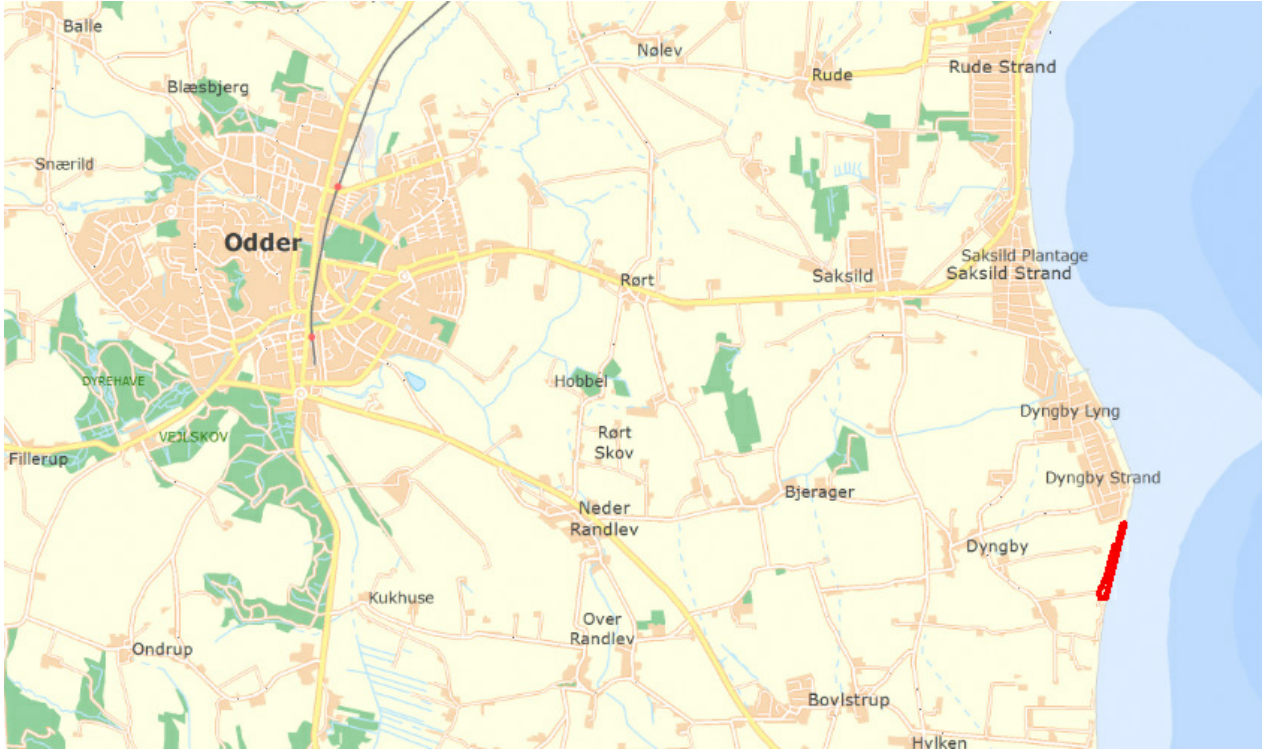 Balle
Nølev
Rude
Rude Strand
Blæsbjerg
Snærild
Odder
Saksild Plantage
Saksild
Saksild Strand
Rørt
DYREHAVE
Hobbel
Dyngby Lyng
VEJLSKOV
Rørt
Skov
Fillerup
Dyngby Strand
Bjerager
Neder
Randlev
Dyngby
Kukhuse
Over
Randlev
Ondrup
Bovlstrup
Hylken